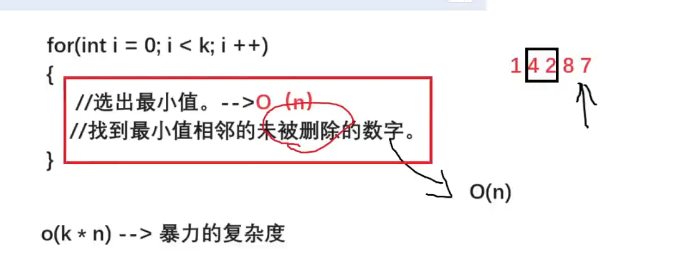 for(int i = 0; i < k; i ++)
1 4 2 8 7
{
//选出最小值。-->O（n）
//找到最小值相邻的未被删除的数字。
}
O(n)
o(k * n) --> 暴力的复杂度